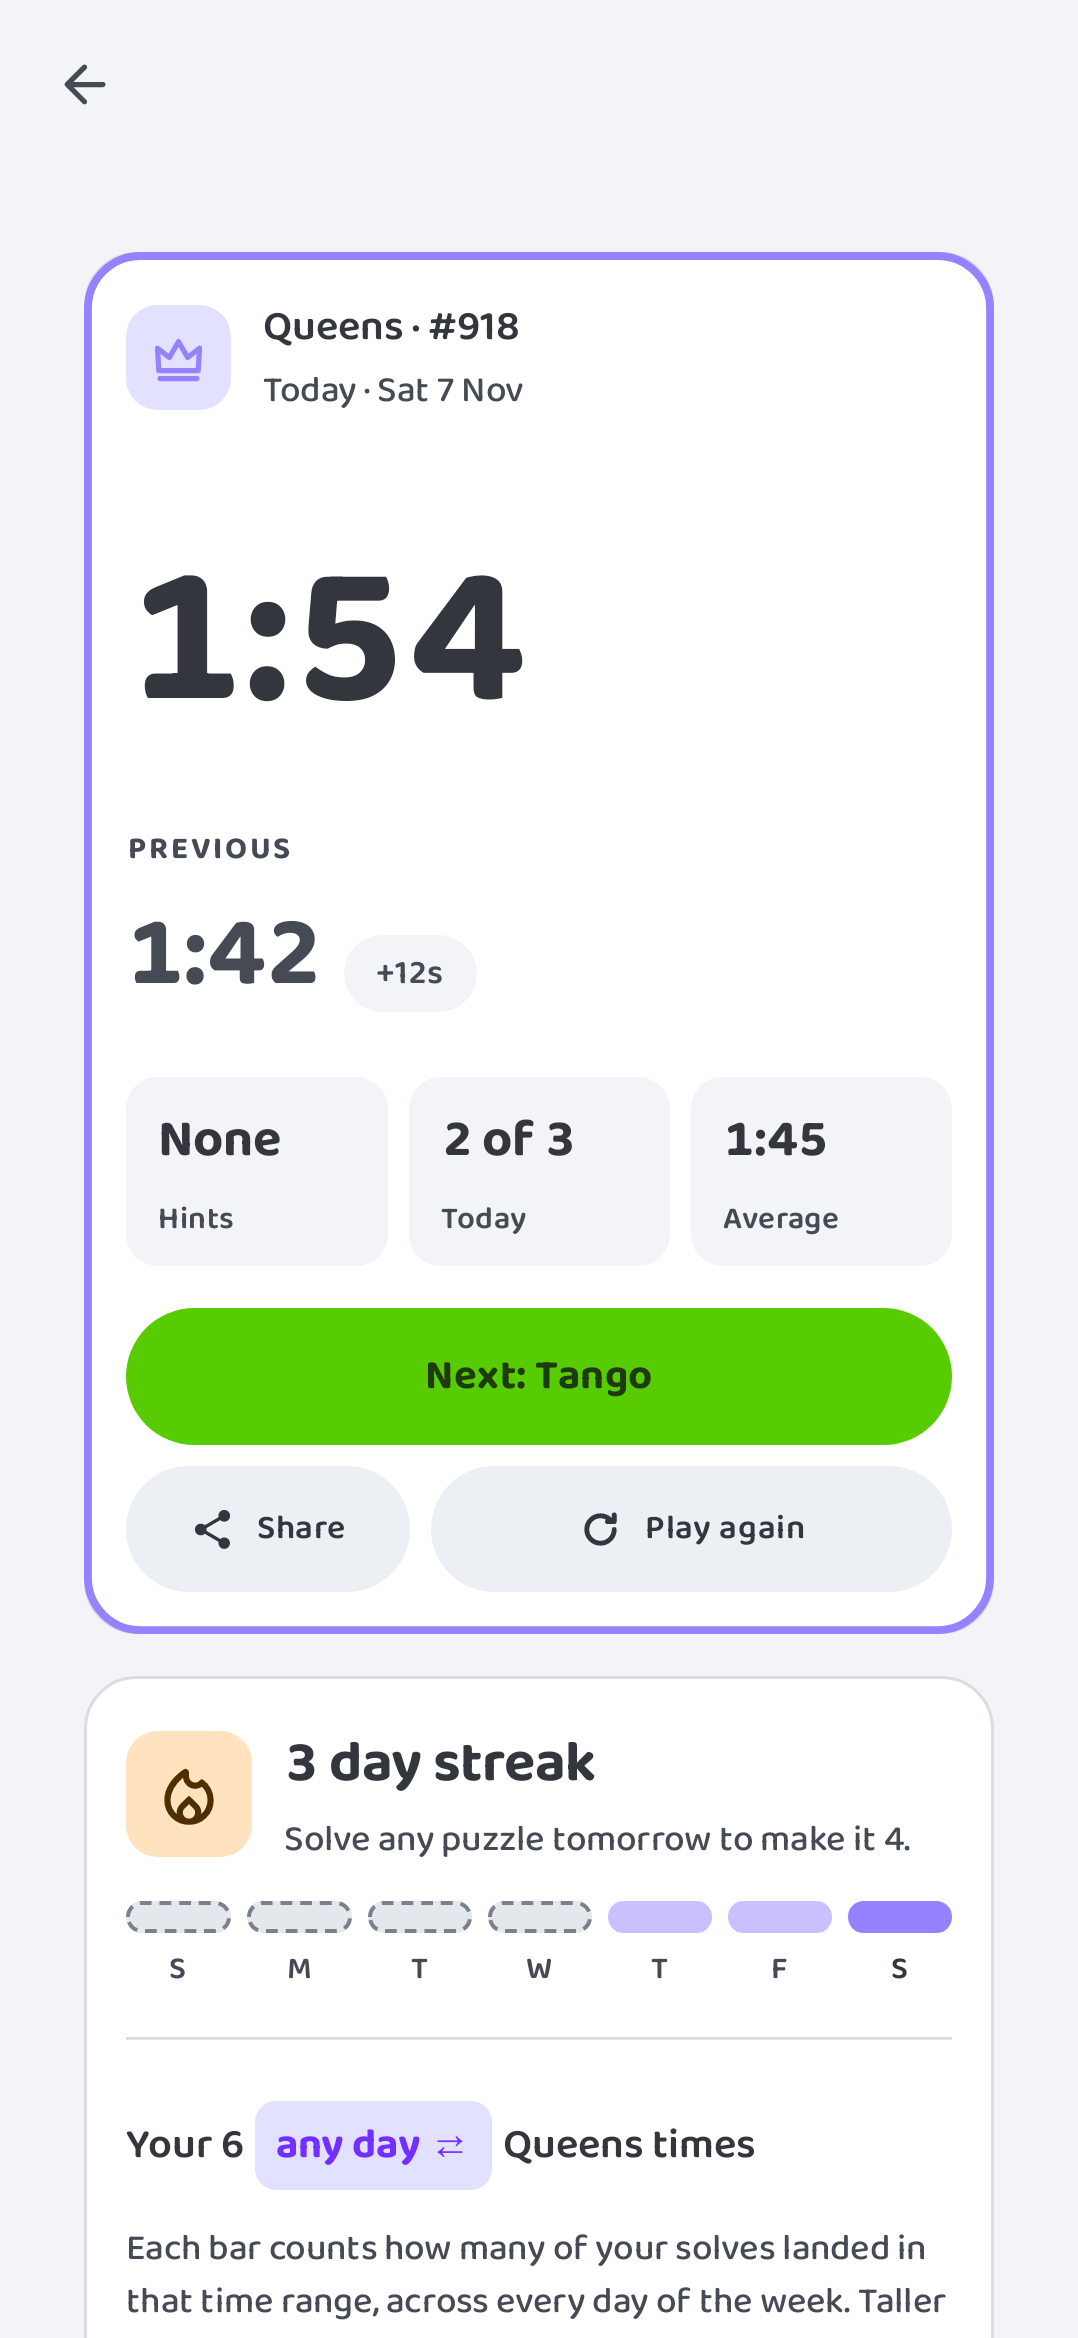 Queens · #918
Today · Sat 7 Nov
1:54
PREVIOUS
1:42 +12s
None 2 of 3 1:45
Hints Today Average
Next: Tango
Share Play again
3 day streak
Solve any puzzle tomorrow to make it 4.
S M T W T F S
Your 6 any day ⇄ Queens times
Each bar counts how many of your solves landed in
that time range, across every day of the week. Taller